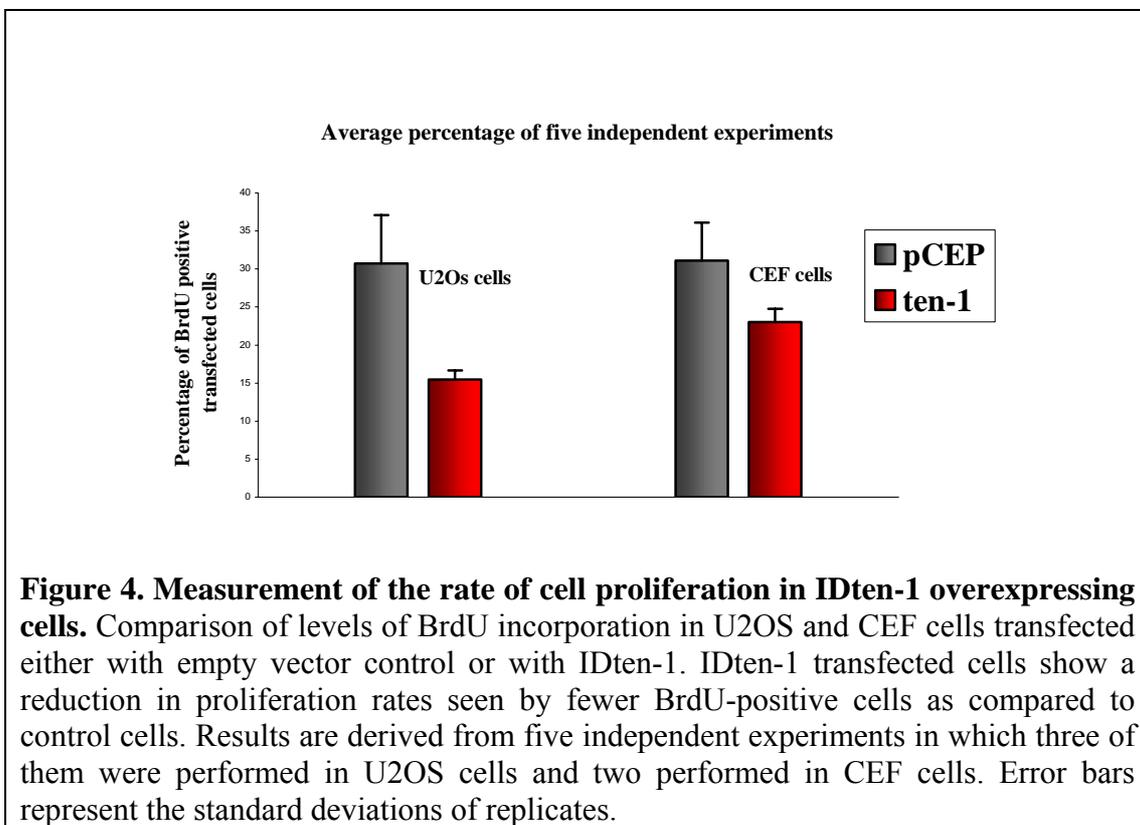 Average percentage of five independent experiments
Percentage of BrdU positive
transfected cells
40
35
30
25
20
15
10
5
0
U2Os cells
CEF cells
pCEP
ten-1
Figure 4. Measurement of the rate of cell proliferation in IDten-1 overexpressing
cells. Comparison of levels of BrdU incorporation in U2OS and CEF cells transfected
either with empty vector control or with IDten-1. IDten-1 transfected cells show a
reduction in proliferation rates seen by fewer BrdU-positive cells as compared to
control cells. Results are derived from five independent experiments in which three of
them were performed in U2OS cells and two performed in CEF cells. Error bars
represent the standard deviations of replicates.